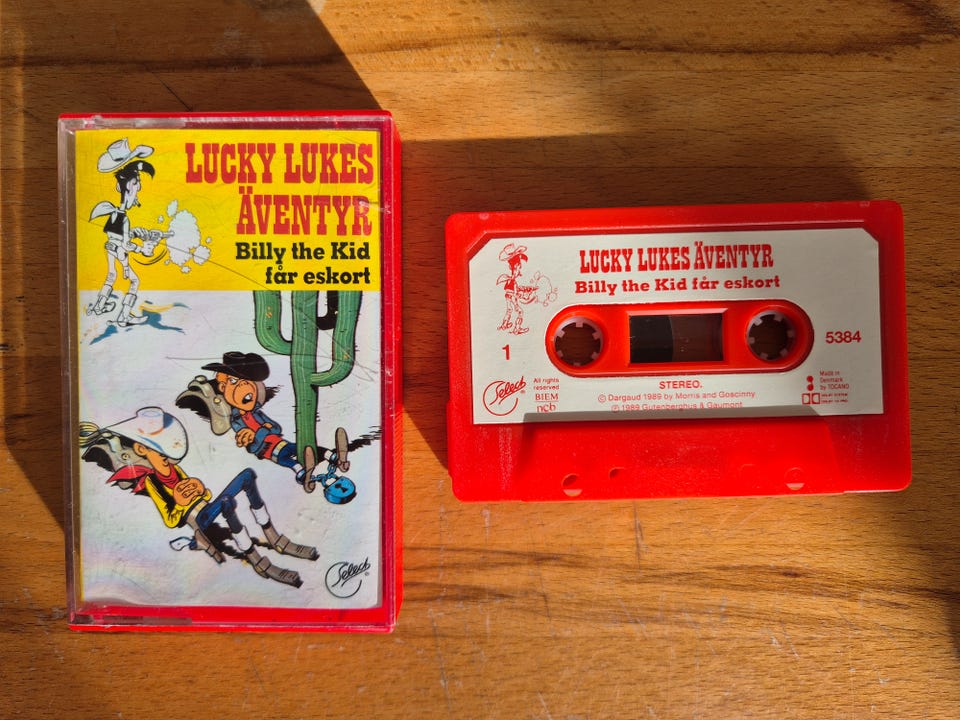 LUCKY LUKES
ÄVENTYR
Billy the Kid
får eskort
Select ®
LUCKY LUKES ÄVENTYR
Billy the Kid får eskort
1
5384
Select ®
All rights
reserved
BIEM
ncb
STEREO.
© Dargaud 1989 by Morris and Goscinny
℗ 1989 Gutenberghus & Gaumont
Made in
Denmark
by TOCANO